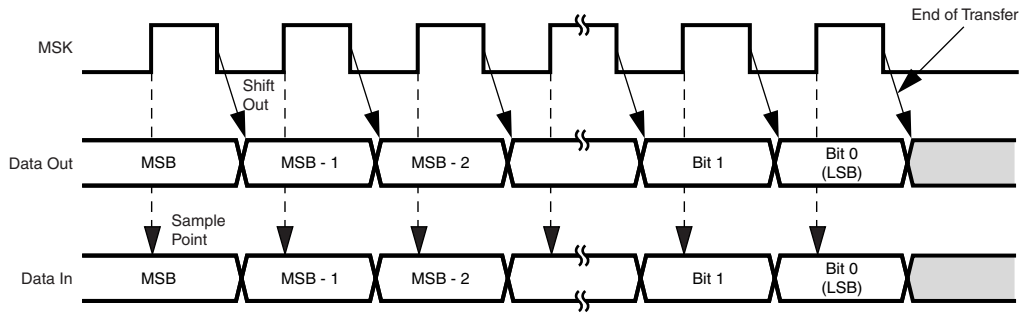 End of Transfer
MSK
Shift
Out
Data Out
MSB
MSB - 1
MSB - 2
Bit 1
Bit 0
(LSB)
Sample
Point
Data In
MSB
MSB - 1
MSB - 2
Bit 1
Bit 0
(LSB)